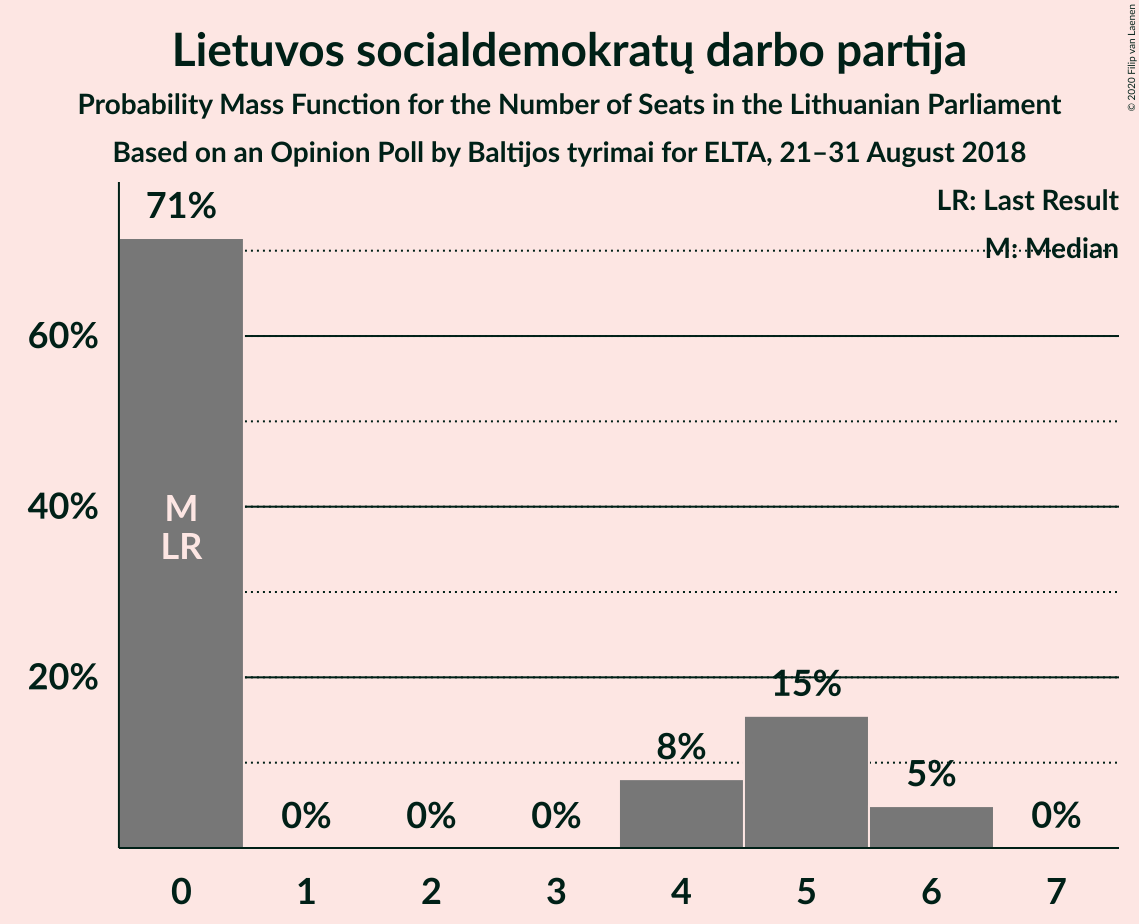 Lietuvos socialdemokratų darbo partija
Probability Mass Function for the Number of Seats in the Lithuanian Parliament
Based on an Opinion Poll by Baltijos tyrimai for ELTA, 21–31 August 2018
© 2020 Filip van Laenen
LR: Last Result
M: Median
71%
60%
40%
20%
M
LR
0%
0%
0%
8%
15%
5%
0%
0 1 2 3 4 5 6 7